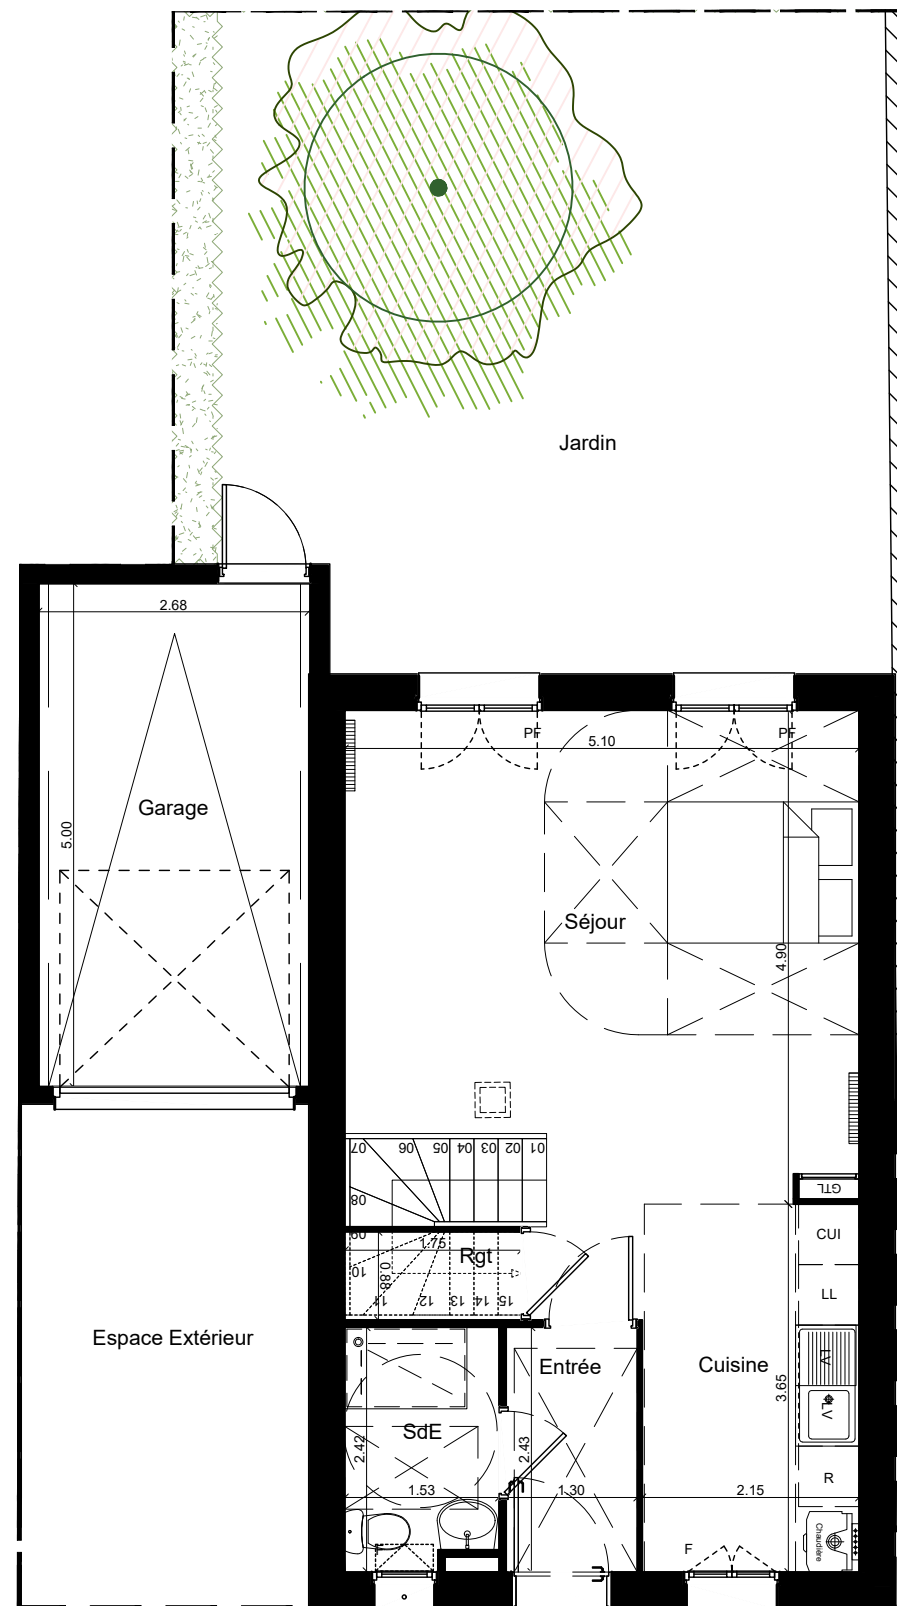 Jardin
2.68
PF
PF
5.10
Garage
5.00
Séjour
4.90
07
06
05
04
03
02
01
08
GTL
09
1.75
Rgt
CUI
10
0.88
11
12
13
14
15
LL
Espace Extérieur
Entrée
Cuisine
LV
3.65
SdE
LV
2.42
2.43
R
1.53
1.30
2.15
F
Chaudière